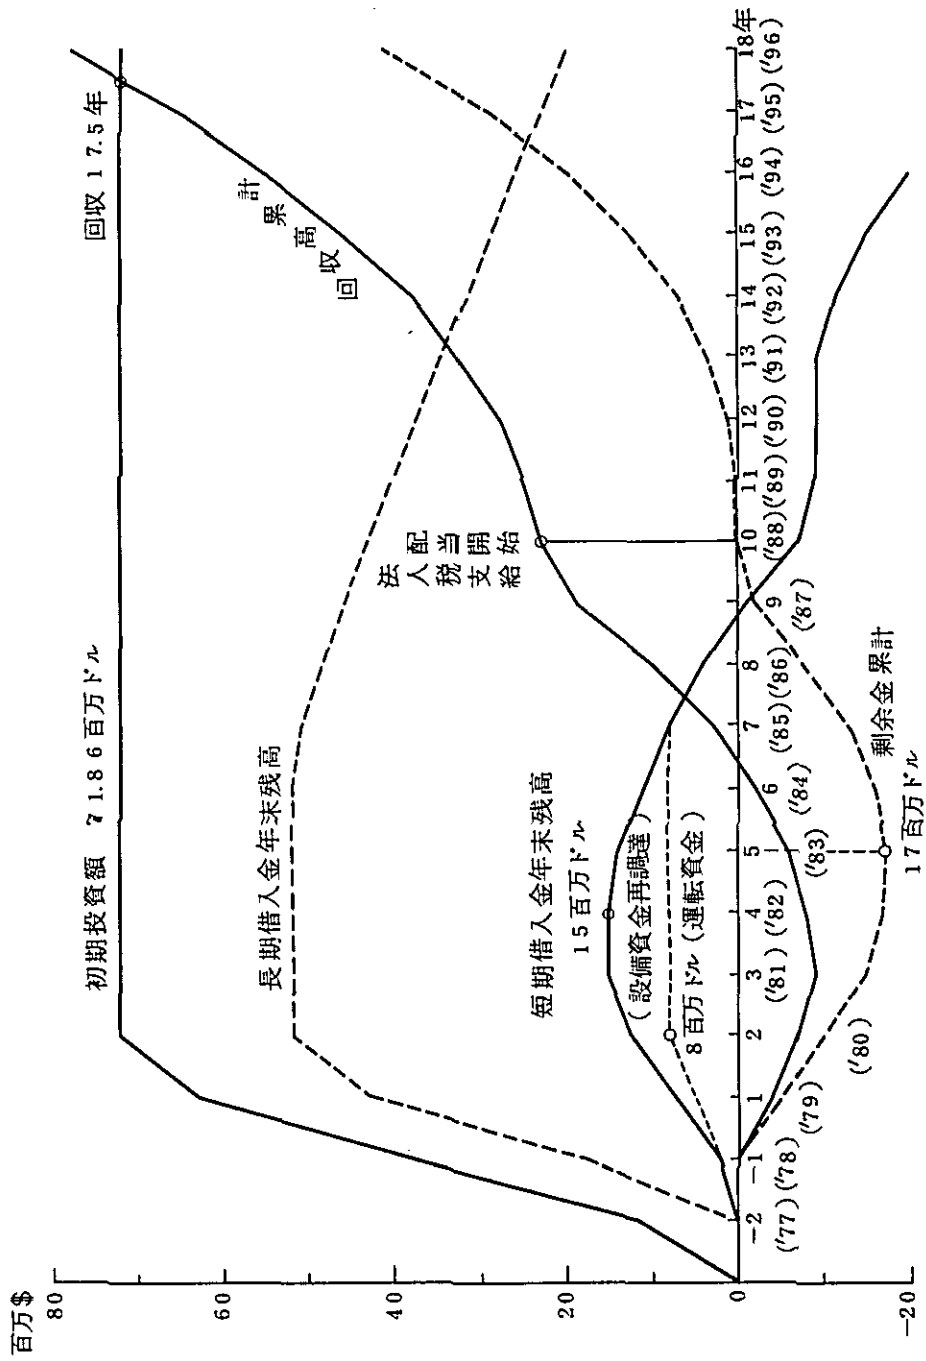 百万$
80
60
40
20
0
-20
初期投資額 71.86百万ドル
回収17.5年
長期借入金年末残高
回収高累計
法人税支給
配当開始
短期借入金年末残高
15百万ドル
(設備資金再調達)
8百万ドル(運転資金)
剰余金累計
17百万ドル
-2 -1 1 2 3 4 5 6 7 8 9 10 11 12 13 14 15 16 17 18年
('77) ('78) ('79) ('80) ('81) ('82) ('83) ('84) ('85) ('86) ('87) ('88) ('89) ('90) ('91) ('92) ('93) ('94) ('95) ('96)